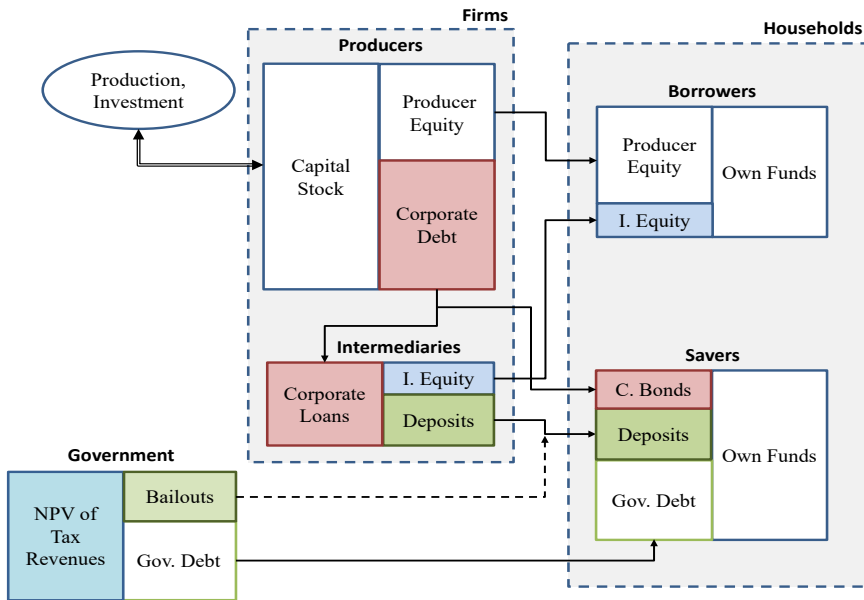 Firms
Households
Producers
Production,
Investment
Capital
Stock
Producer
Equity
Corporate
Debt
Borrowers
Producer
Equity
I. Equity
Own Funds
Intermediaries
Corporate
Loans
I. Equity
Deposits
Savers
C. Bonds
Deposits
Gov. Debt
Own Funds
Government
NPV of
Tax
Revenues
Bailouts
Gov. Debt